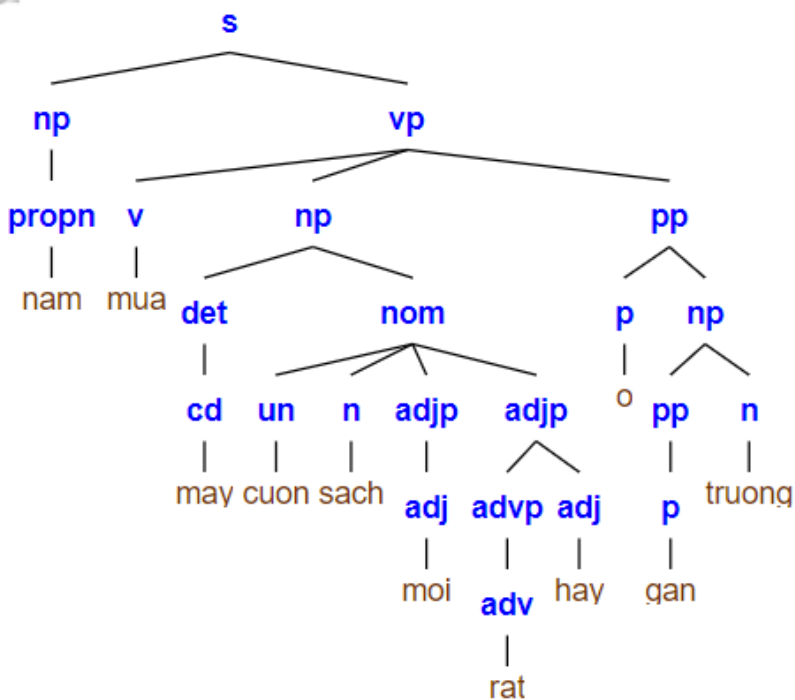 s
np vp
propn v np pp
nam mua
det nom p np
o
cd un n adjp adjp pp n
may cuon sach truong
adj advp adj p
moi hay gan
adv
rat